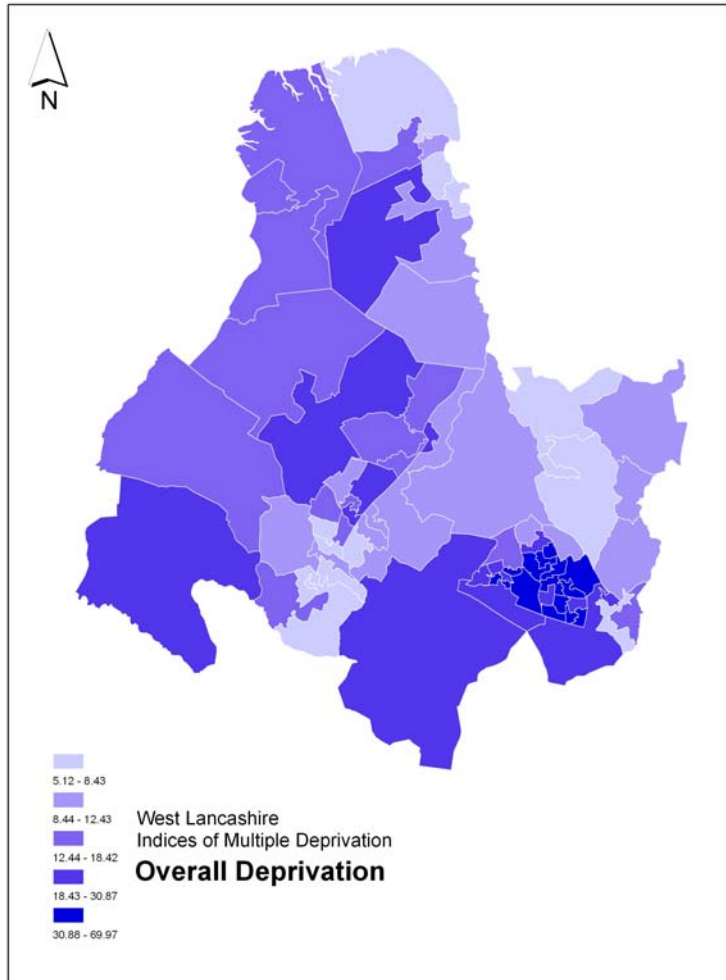 N
5.12 - 8.43
8.44 - 12.43
12.44 - 18.42
18.43 - 30.87
30.88 - 69.97
West Lancashire
Indices of Multiple Deprivation
Overall Deprivation